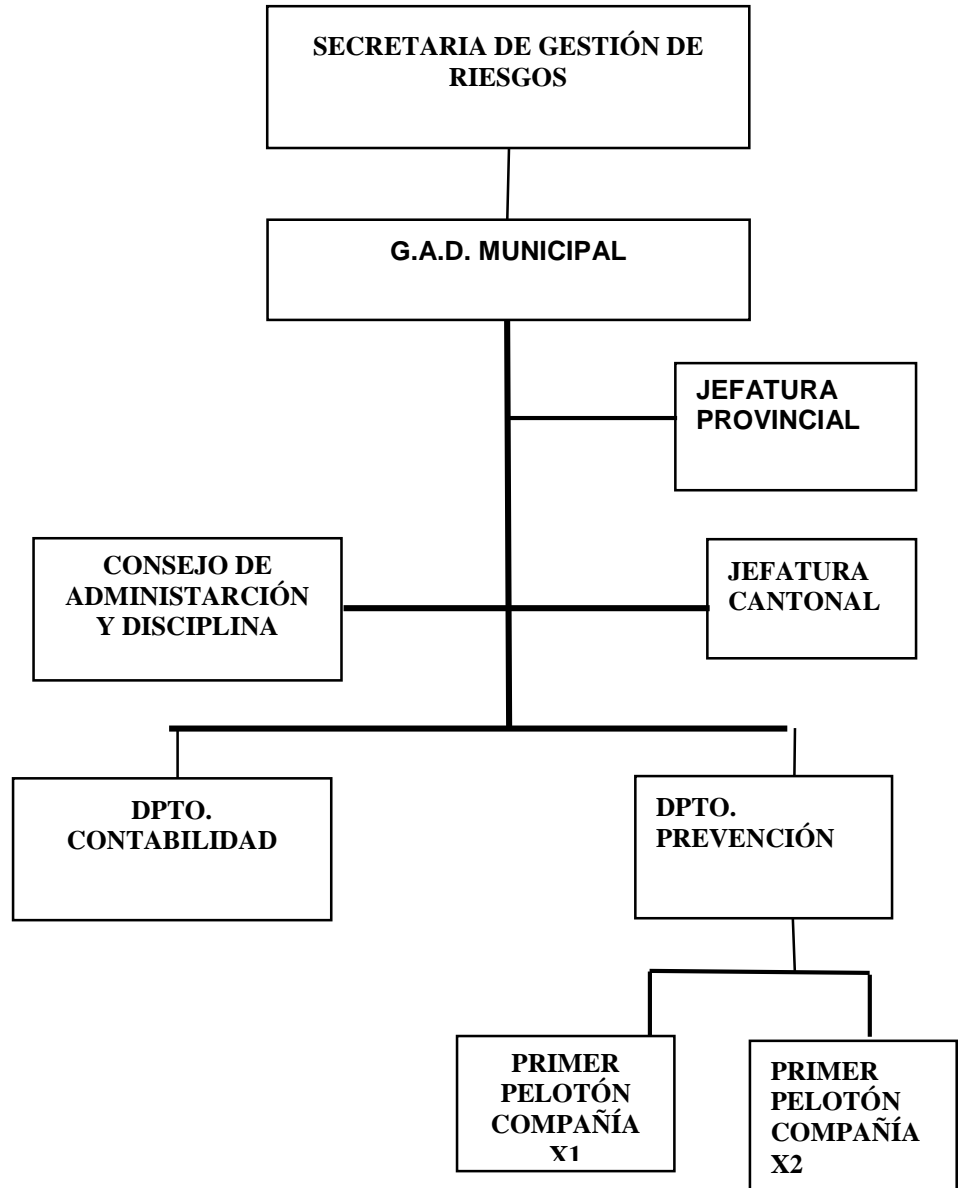 SECRETARIA DE GESTIÓN DE
RIESGOS
G.A.D. MUNICIPAL
JEFATURA
PROVINCIAL
CONSEJO DE
ADMINISTARCIÓN
Y DISCIPLINA
JEFATURA
CANTONAL
DPTO.
CONTABILIDAD
DPTO.
PREVENCIÓN
PRIMER
PELOTÓN
COMPAÑÍA
X1
PRIMER
PELOTÓN
COMPAÑÍA
X2